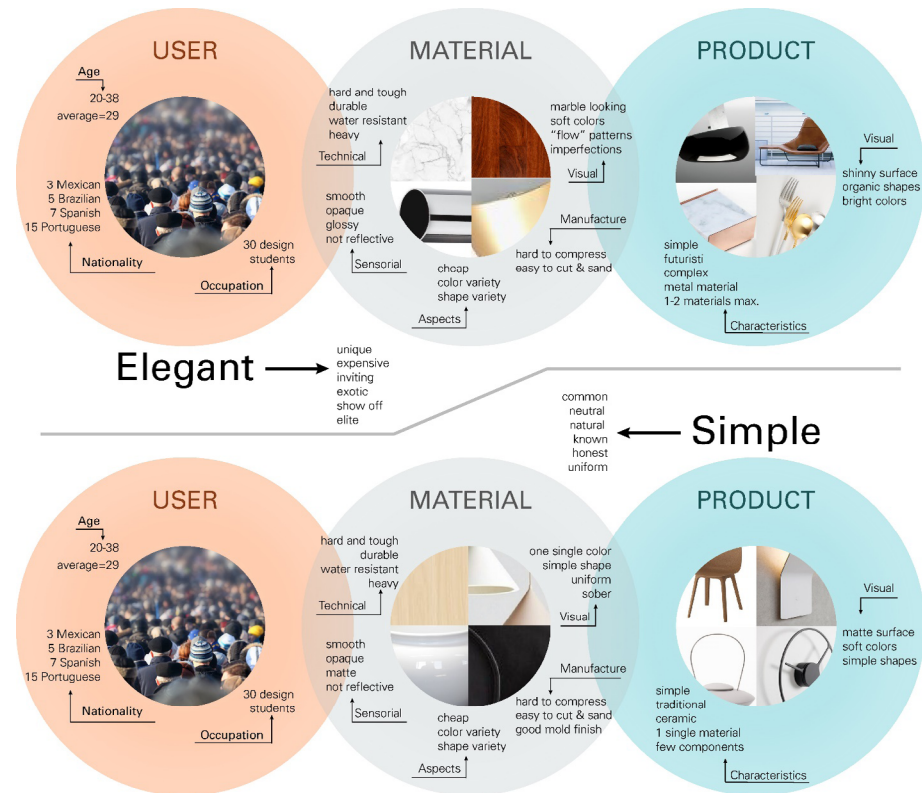 USER
Age
20-38
average=29
3 Mexican
5 Brazilian
7 Spanish
15 Portuguese
Nationality
30 design
students
Occupation
MATERIAL
hard and tough
durable
water resistant
heavy
Technical
smooth
opaque
glossy
not reflective
Sensorial
cheap
color variety
shape variety
Aspects
marble looking
soft colors
“flow” patterns
imperfections
Visual
Manufacture
hard to compress
easy to cut & sand
PRODUCT
Visual
shinny surface
organic shapes
bright colors
simple
futuristi
complex
metal material
1-2 materials max.
Characteristics
Elegant
unique
expensive
inviting
exotic
show off
elite
common
neutral
natural
known
honest
uniform
Simple
USER
Age
20-38
average=29
3 Mexican
5 Brazilian
7 Spanish
15 Portuguese
Nationality
30 design
students
Occupation
MATERIAL
hard and tough
durable
water resistant
heavy
Technical
smooth
opaque
matte
not reflective
Sensorial
cheap
color variety
shape variety
Aspects
one single color
simple shape
uniform
sober
Visual
Manufacture
hard to compress
easy to cut & sand
good mold finish
PRODUCT
Visual
matte surface
soft colors
simple shapes
simple
traditional
ceramic
1 single material
few components
Characteristics